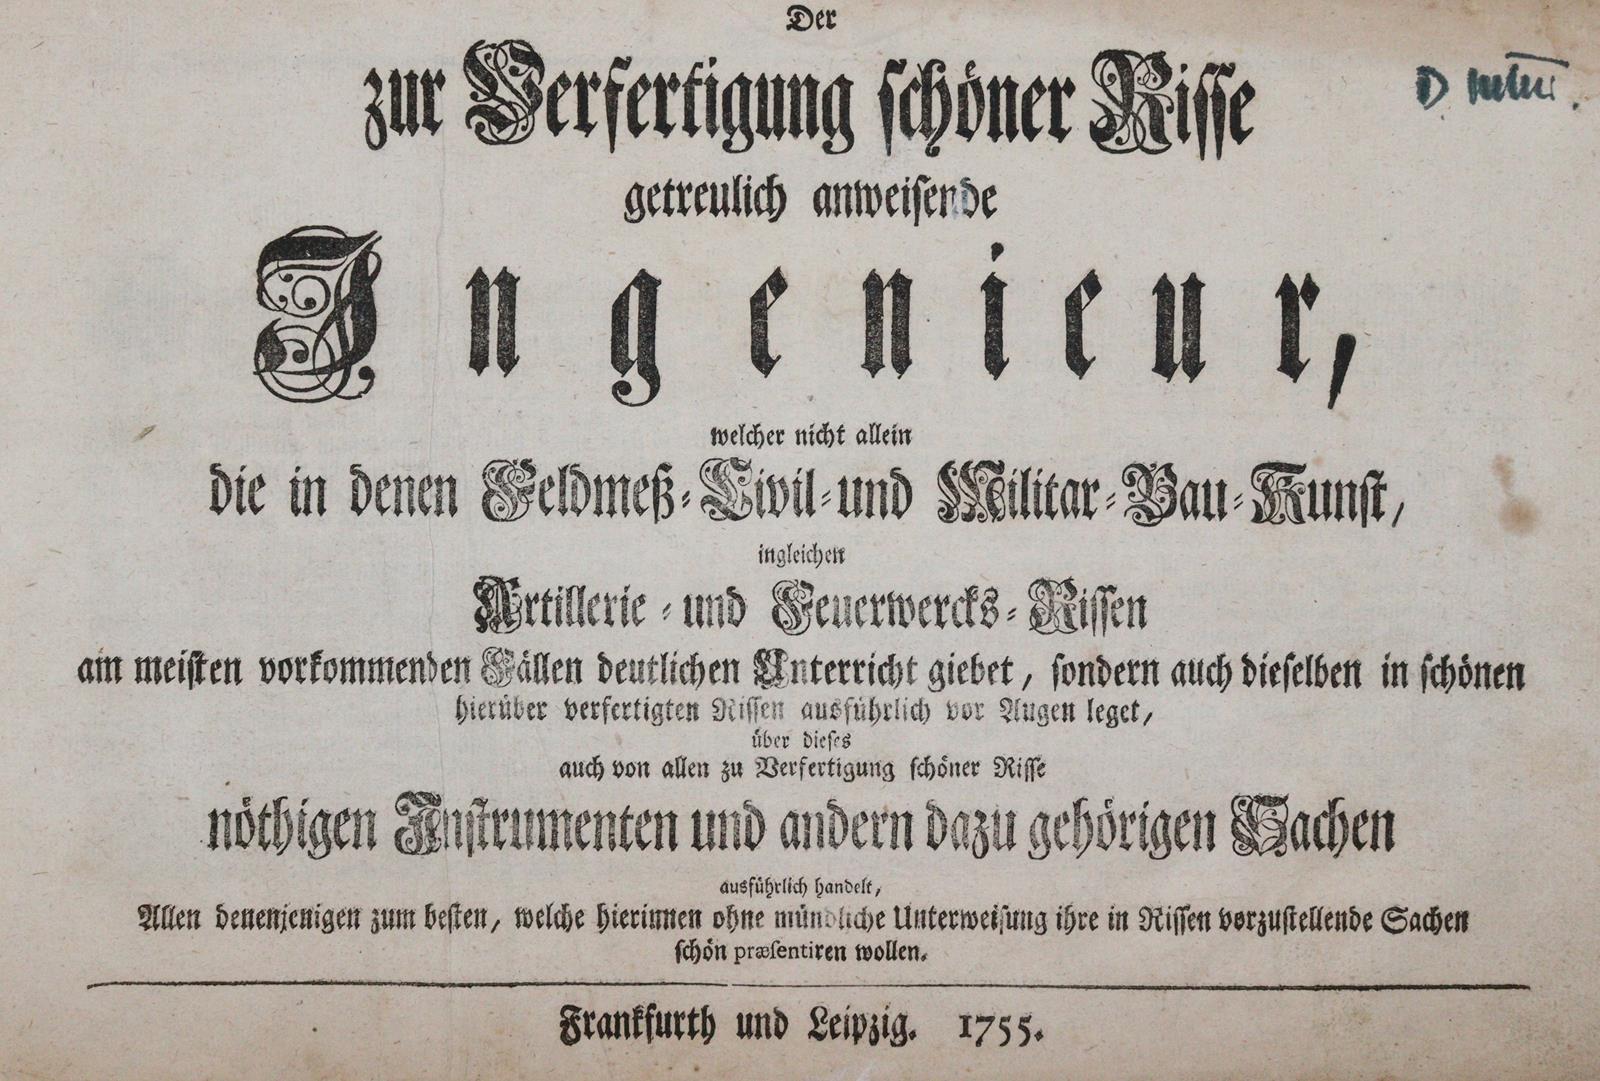 Der
zur Verfertigung schöner Risse
getreulich anweisende
Ingenieur,
welcher nicht allein
die in denen Feldmeß-Civil-und Militar-Bau-Kunst,
ingleichen
Artillerie-und Feuerwercks-Rissen
am meisten vorkommenden Fällen deutlichen Unterricht giebet, sondern auch dieselben in schönen
hierüber verfertigten Rissen ausführlich vor Augen leget,
über dieses
auch von allen zu Verfertigung schöner Risse
nöthigen Instrumenten und andern dazu gehörigen Sachen
ausführlich handelt,
Allen denenjenigen zum besten, welche hierinnen ohne mündliche Unterweisung ihre in Rissen vorzustellende Sachen
schön præsentiren wollen.
Frankfurth und Leipzig. 1755.